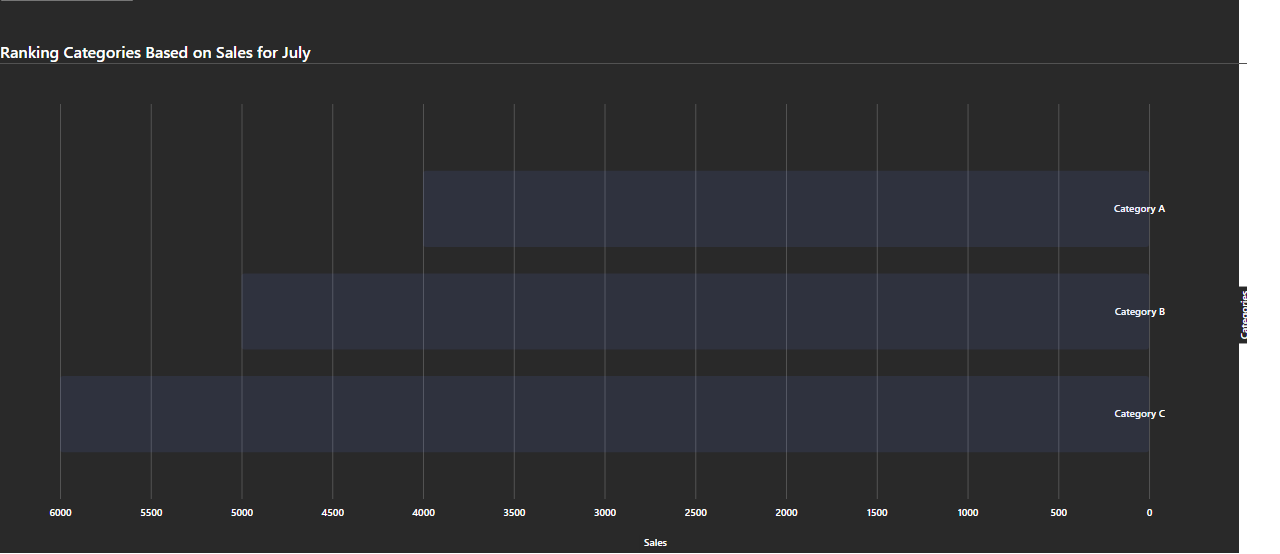 Ranking Categories Based on Sales for July
Category A
Category B
Category C
Categories
6000 5500 5000 4500 4000 3500 3000 2500 2000 1500 1000 500 0
Sales